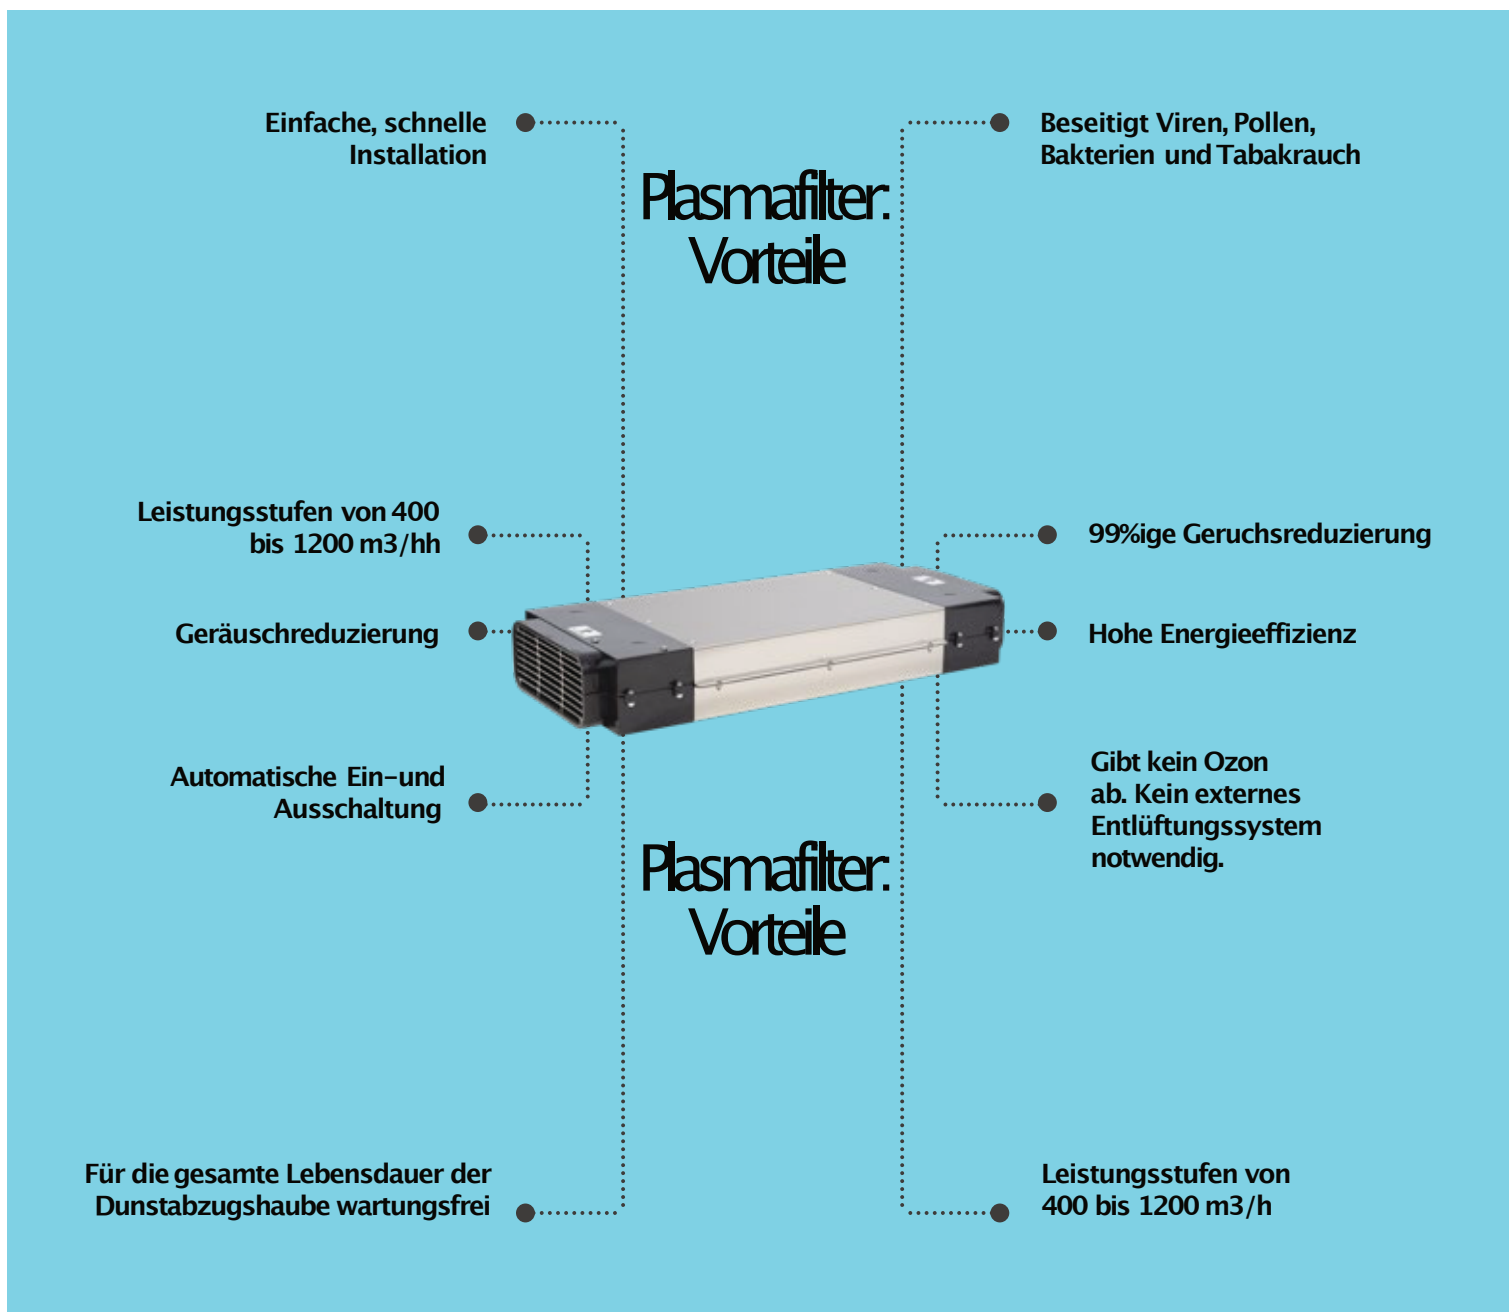 Einfache, schnelle
Installation
Beseitigt Viren, Pollen,
Bakterien und Tabakrauch
Plasmafilter:
Vorteile
Leistungsstufen von 400
bis 1200 m3/hh
99%ige Geruchsreduzierung
Geräuschreduzierung
Hohe Energieeffizienz
Automatische Ein-und
Ausschaltung
Gibt kein Ozon
ab. Kein externes
Entlüftungssystem
notwendig.
Plasmafilter:
Vorteile
Für die gesamte Lebensdauer der
Dunstabzugshaube wartungsfrei
Leistungsstufen von
400 bis 1200 m3/h